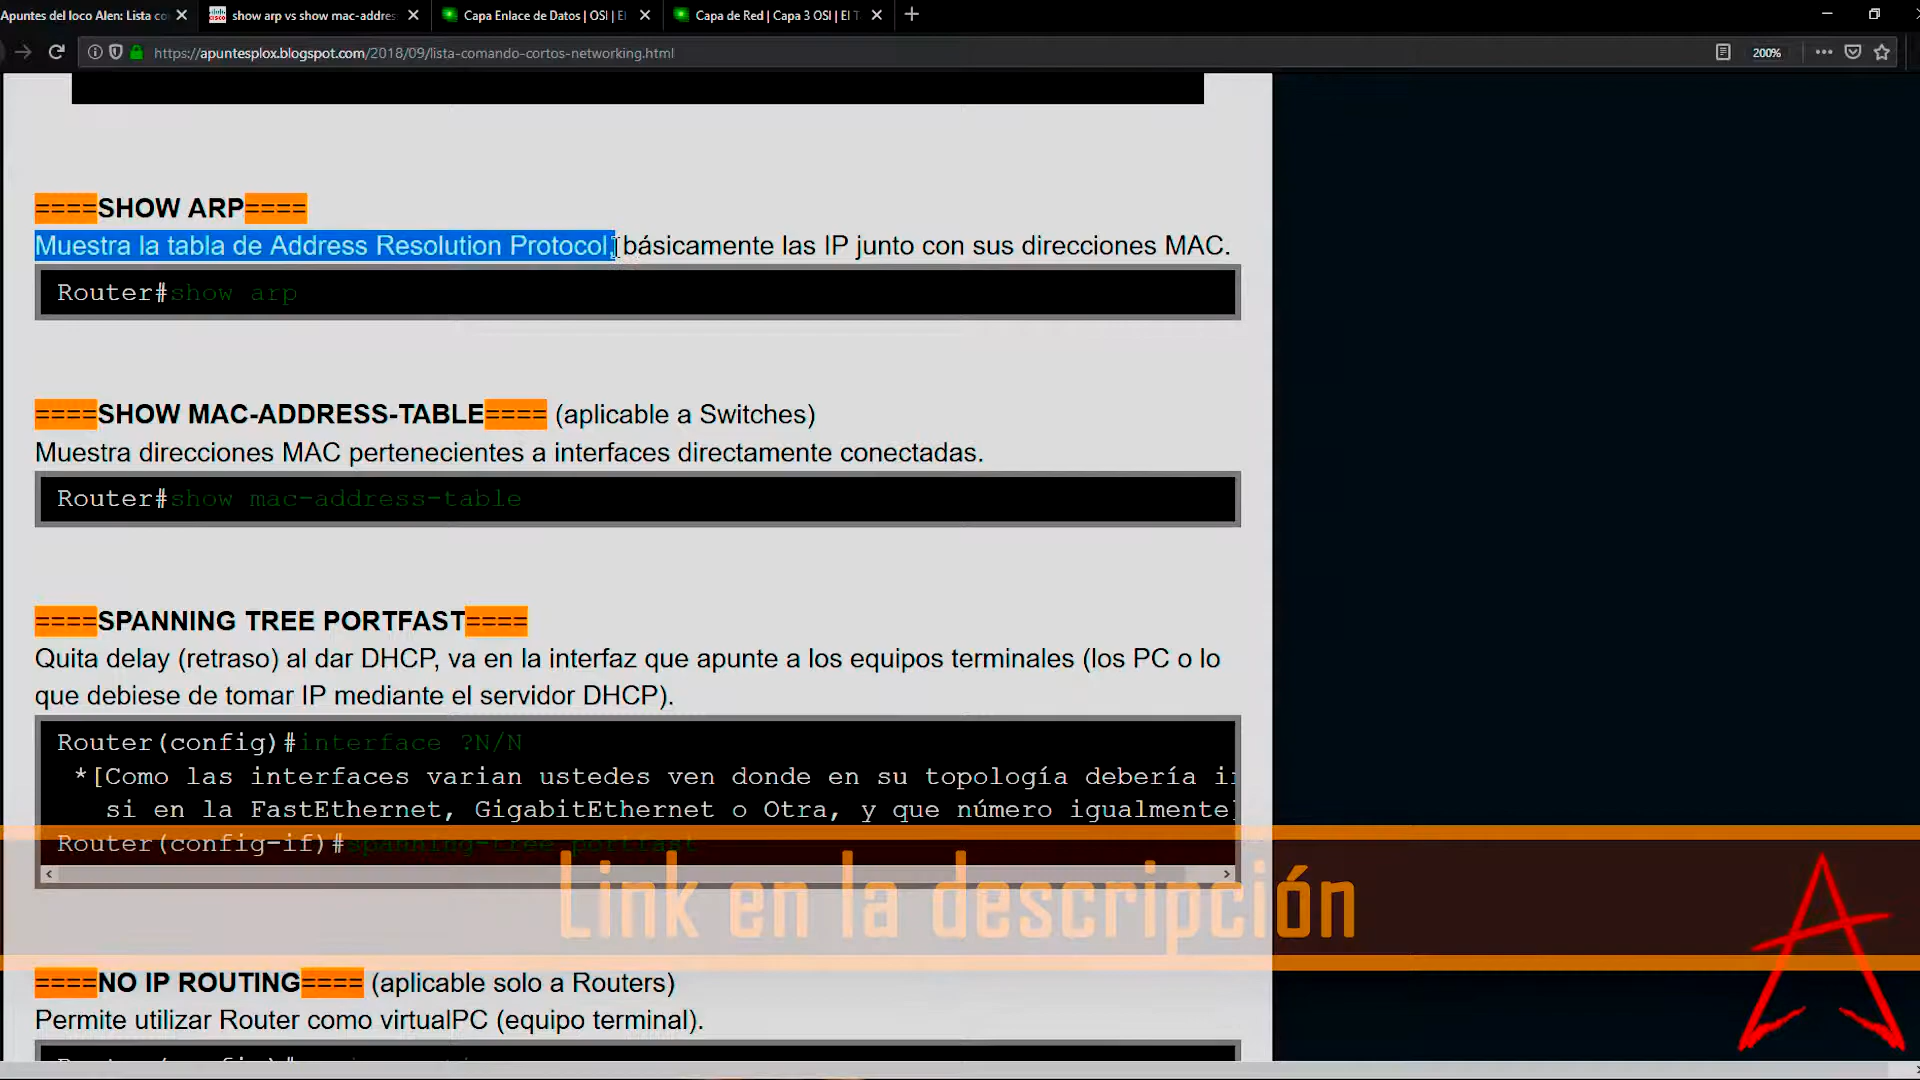 Apuntes del loco Alen: Lista co
show arp vs show mac-addres
Capa Enlace de Datos | OSI | El
Capa de Red | Capa 3 OSI | El T
https://apuntesplox.blogspot.com/2018/09/lista-comando-cortos-networking.html
200%
====SHOW ARP====
Muestra la tabla de Address Resolution Protocol, básicamente las IP junto con sus direcciones MAC.
Router#show arp
====SHOW MAC-ADDRESS-TABLE==== (aplicable a Switches)
Muestra direcciones MAC pertenecientes a interfaces directamente conectadas.
Router#show mac-address-table
====SPANNING TREE PORTFAST====
Quita delay (retraso) al dar DHCP, va en la interfaz que apunte a los equipos terminales (los PC o lo
que debiese de tomar IP mediante el servidor DHCP).
Router(config)#interface ?N/N
*[Como las interfaces varian ustedes ven donde en su topología debería i
si en la FastEthernet, GigabitEthernet o Otra, y que número igualmente]
Router(config-if)#spanning-tree portfast
Link en la descripción
====NO IP ROUTING==== (aplicable solo a Routers)
Permite utilizar Router como virtualPC (equipo terminal).